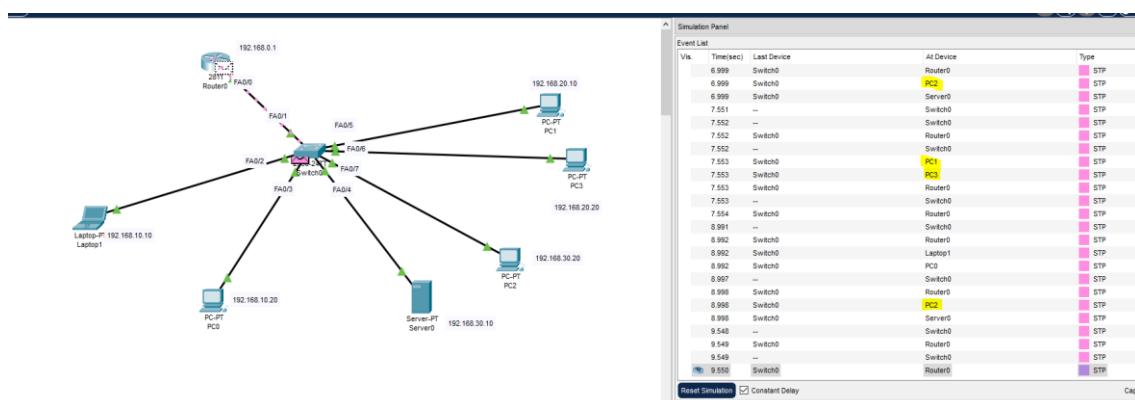 192.168.0.1
2811
Router0
FA0/0
FA0/1
FA0/5
192.168.20.10
PC-PT
PC1
FA0/2
FA0/6
FA0/7
Switch0
FA0/3
FA0/4
PC-PT
PC3
192.168.20.20
Laptop-PT 192.168.10.10
Laptop1
192.168.30.20
PC-PT
PC2
192.168.10.20
PC-PT
PC0
Server-PT
Server0
192.168.30.10
Simulation Panel
Event List
Vis. Time(sec) Last Device At Device Type
6.999 Switch0 Router0 STP
6.999 Switch0 PC2 STP
6.999 Switch0 Server0 STP
7.551 -- Switch0 STP
7.552 -- Switch0 STP
7.552 Switch0 Router0 STP
7.552 -- Switch0 STP
7.553 Switch0 PC1 STP
7.553 Switch0 PC3 STP
7.553 Switch0 Router0 STP
7.553 -- Switch0 STP
7.554 Switch0 Router0 STP
8.991 -- Switch0 STP
8.992 Switch0 Router0 STP
8.992 Switch0 Laptop1 STP
8.992 Switch0 PC0 STP
8.997 -- Switch0 STP
8.998 Switch0 Router0 STP
8.998 Switch0 PC2 STP
8.998 Switch0 Server0 STP
9.548 -- Switch0 STP
9.549 Switch0 Router0 STP
9.549 -- Switch0 STP
9.550 Switch0 Router0 STP
Reset Simulation Constant Delay Cap